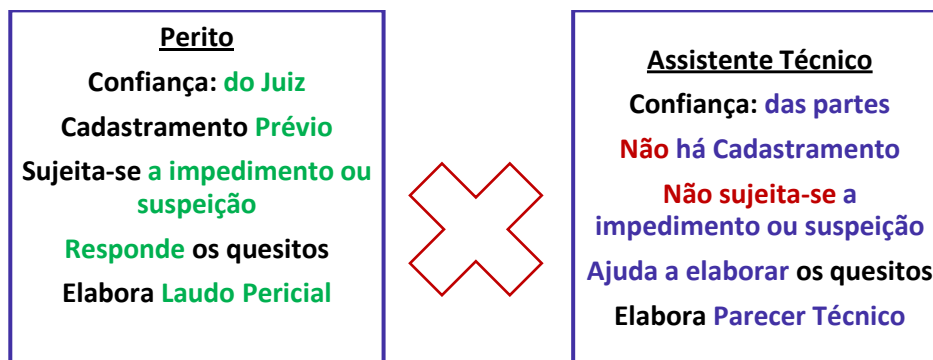 Perito
Confiança: do Juiz
Cadastramento Prévio
Sujeita-se a impedimento ou
suspeição
Responde os quesitos
Elabora Laudo Pericial
Assistente Técnico
Confiança: das partes
Não há Cadastramento
Não sujeita-se a
impedimento ou suspeição
Ajuda a elaborar os quesitos
Elabora Parecer Técnico